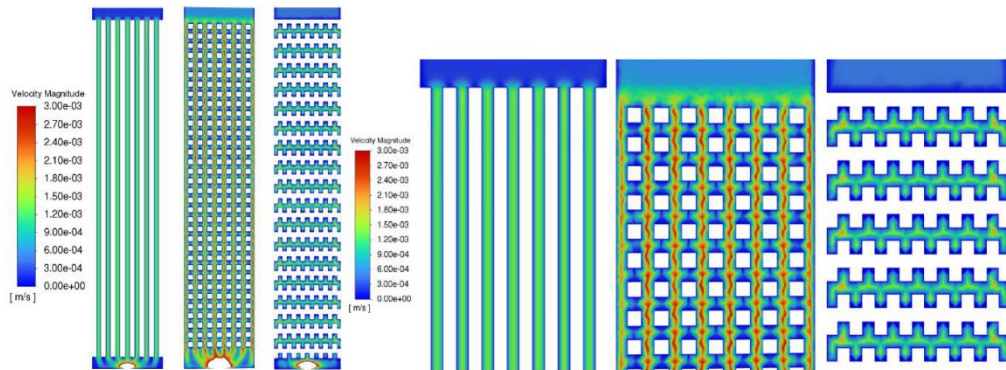 Velocity Magnitude
3.00e-03
2.70e-03
2.40e-03
2.10e-03
1.80e-03
1.50e-03
1.20e-03
9.00e-04
6.00e-04
3.00e-04
0.00e+00
[ m/s ]
Velocity Magnitude
3.00e-03
2.70e-03
2.40e-03
2.10e-03
1.80e-03
1.50e-03
1.20e-03
9.00e-04
6.00e-04
3.00e-04
0.00e+00
[ m/s ]